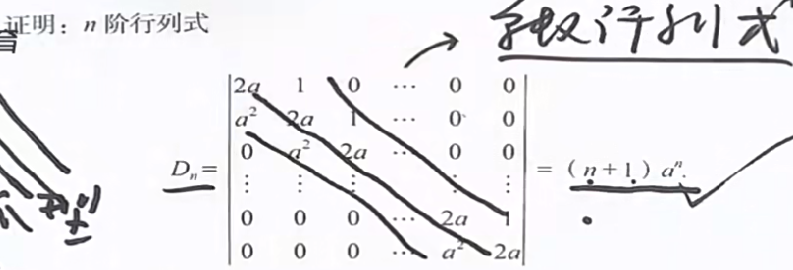 证明：n 阶行列式
三对角行列式
2a 1 0 ⋯ 0 0
a² 2a 1 ⋯ 0 0
0 a² 2a ⋯ 0 0
D_n = ⋮ ⋮ ⋮ ⋮ ⋮ = (n+1) aⁿ.
0 0 0 ⋯ 2a 1
0 0 0 ⋯ a² 2a